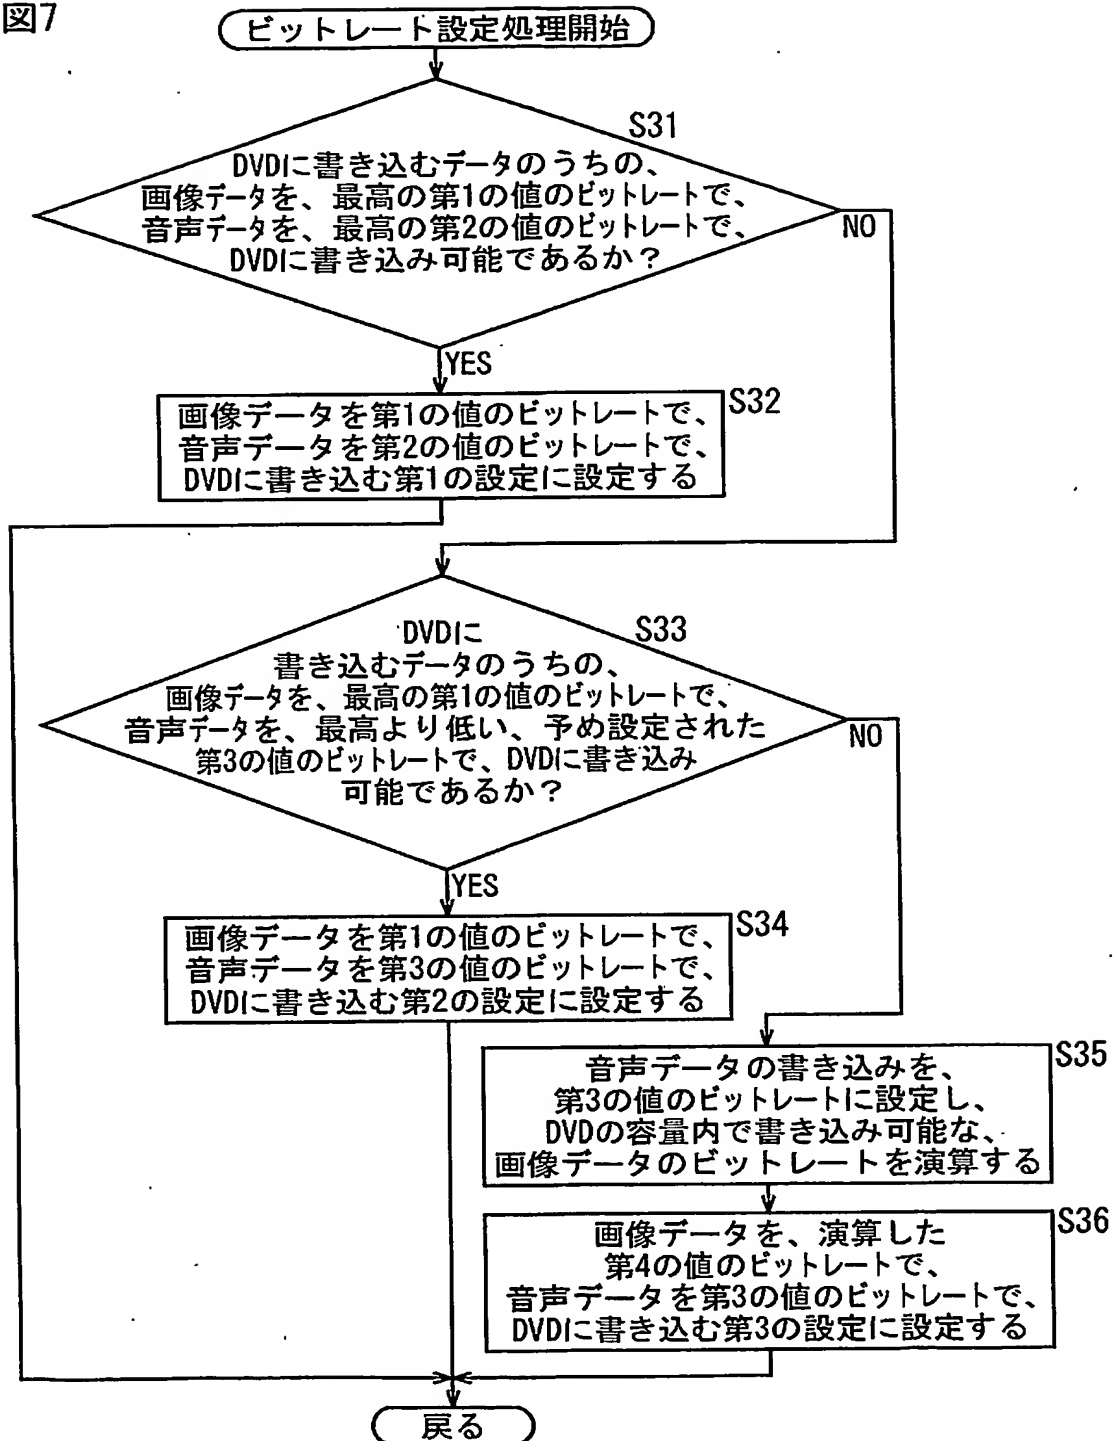 図7
ビットレート設定処理開始
S31
DVDに書き込むデータのうちの、
画像データを、最高の第1の値のビットレートで、
音声データを、最高の第2の値のビットレートで、
DVDに書き込み可能であるか？
NO
YES
S32
画像データを第1の値のビットレートで、
音声データを第2の値のビットレートで、
DVDに書き込む第1の設定に設定する
S33
DVDに
書き込むデータのうちの、
画像データを、最高の第1の値のビットレートで、
音声データを、最高より低い、予め設定された
第3の値のビットレートで、DVDに書き込み
可能であるか？
NO
YES
S34
画像データを第1の値のビットレートで、
音声データを第3の値のビットレートで、
DVDに書き込む第2の設定に設定する
S35
音声データの書き込みを、
第3の値のビットレートに設定し、
DVDの容量内で書き込み可能な、
画像データのビットレートを演算する
S36
画像データを、演算した
第4の値のビットレートで、
音声データを第3の値のビットレートで、
DVDに書き込む第3の設定に設定する
戻る